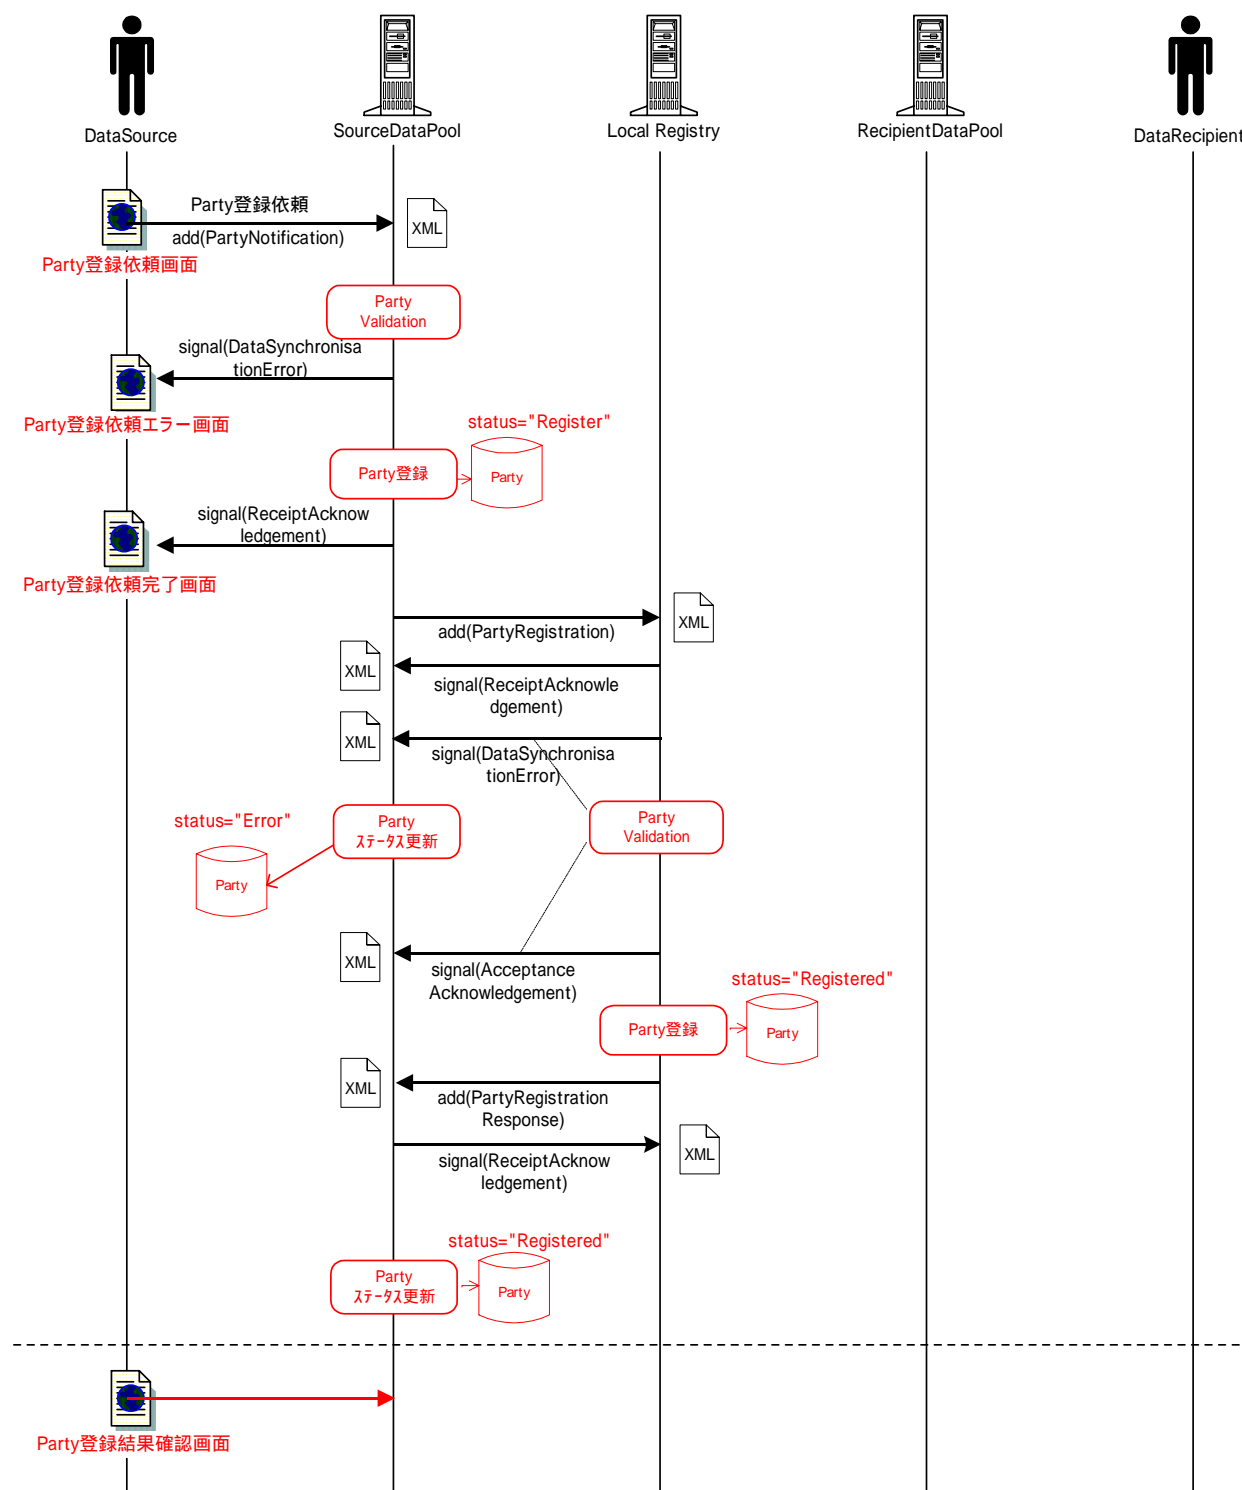 DataSource
SourceDataPool
Local Registry
RecipientDataPool
DataRecipient
Party登録依頼
add(PartyNotification)
XML
Party登録依頼画面
Party
Validation
signal(DataSynchronisa
tionError)
Party登録依頼エラー画面
status="Register"
Party登録
Party
signal(ReceiptAcknow
ledgement)
Party登録依頼完了画面
add(PartyRegistration)
XML
XML
signal(ReceiptAcknowle
dgement)
XML
signal(DataSynchronisa
tionError)
status="Error"
Party
ｽﾃｰﾀｽ更新
Party
Validation
Party
XML
signal(Acceptance
Acknowledgement)
status="Registered"
Party登録
Party
XML
add(PartyRegistration
Response)
XML
signal(ReceiptAcknow
ledgement)
status="Registered"
Party
ｽﾃｰﾀｽ更新
Party
Party登録結果確認画面